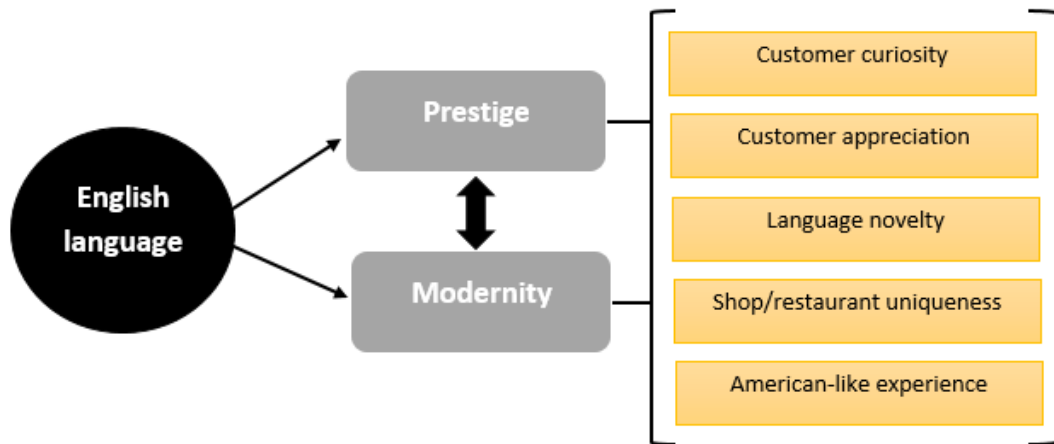 English
language
Prestige
Modernity
Customer curiosity
Customer appreciation
Language novelty
Shop/restaurant uniqueness
American-like experience